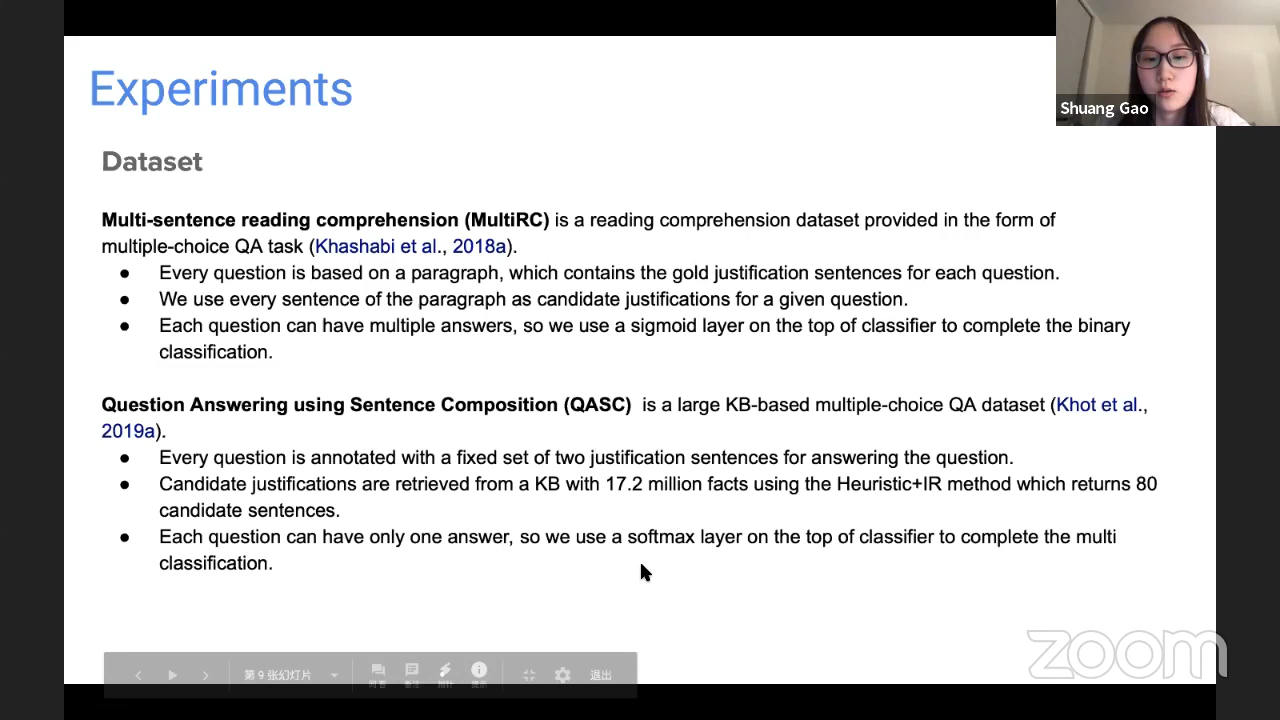 Experiments
Shuang Gao
Dataset
Multi-sentence reading comprehension (MultiRC) is a reading comprehension dataset provided in the form of
multiple-choice QA task (Khashabi et al., 2018a).
● Every question is based on a paragraph, which contains the gold justification sentences for each question.
● We use every sentence of the paragraph as candidate justifications for a given question.
● Each question can have multiple answers, so we use a sigmoid layer on the top of classifier to complete the binary
classification.
Question Answering using Sentence Composition (QASC) is a large KB-based multiple-choice QA dataset (Khot et al.,
2019a).
● Every question is annotated with a fixed set of two justification sentences for answering the question.
● Candidate justifications are retrieved from a KB with 17.2 million facts using the Heuristic+IR method which returns 80
candidate sentences.
● Each question can have only one answer, so we use a softmax layer on the top of classifier to complete the multi
classification.
zoom
第 9 张幻灯片
退出